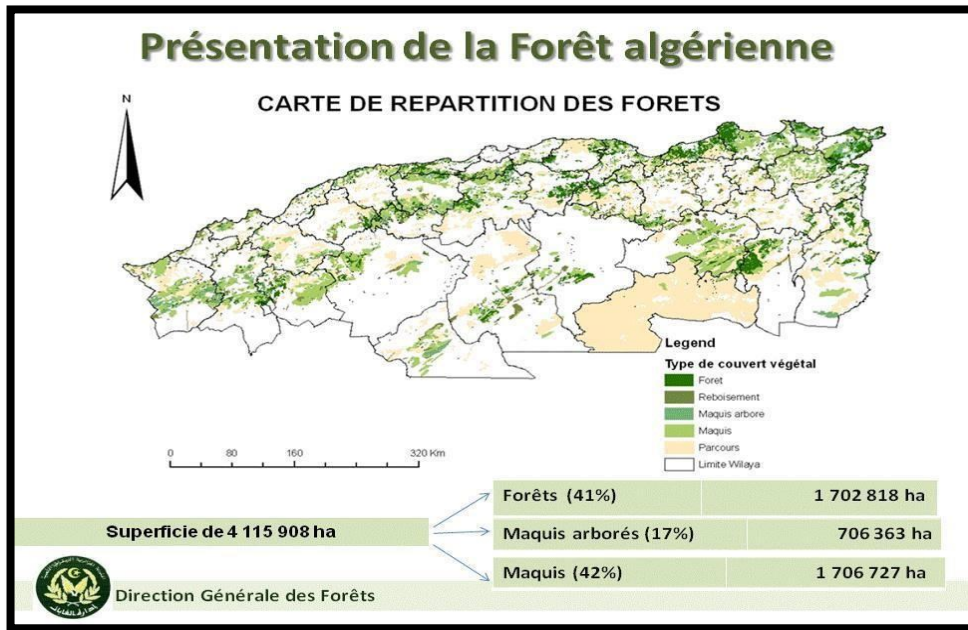 Présentation de la Forêt algérienne
N
CARTE DE REPARTITION DES FORETS
Legend
Type de couvert végétal
Foret
Reboisement
Maquis arbore
Maquis
Parcours
Limite Wilaya
0 80 160 320 Km
Superficie de 4 115 908 ha
Forêts (41%) 1 702 818 ha
Maquis arborés (17%) 706 363 ha
Maquis (42%) 1 706 727 ha
Direction Générale des Forêts